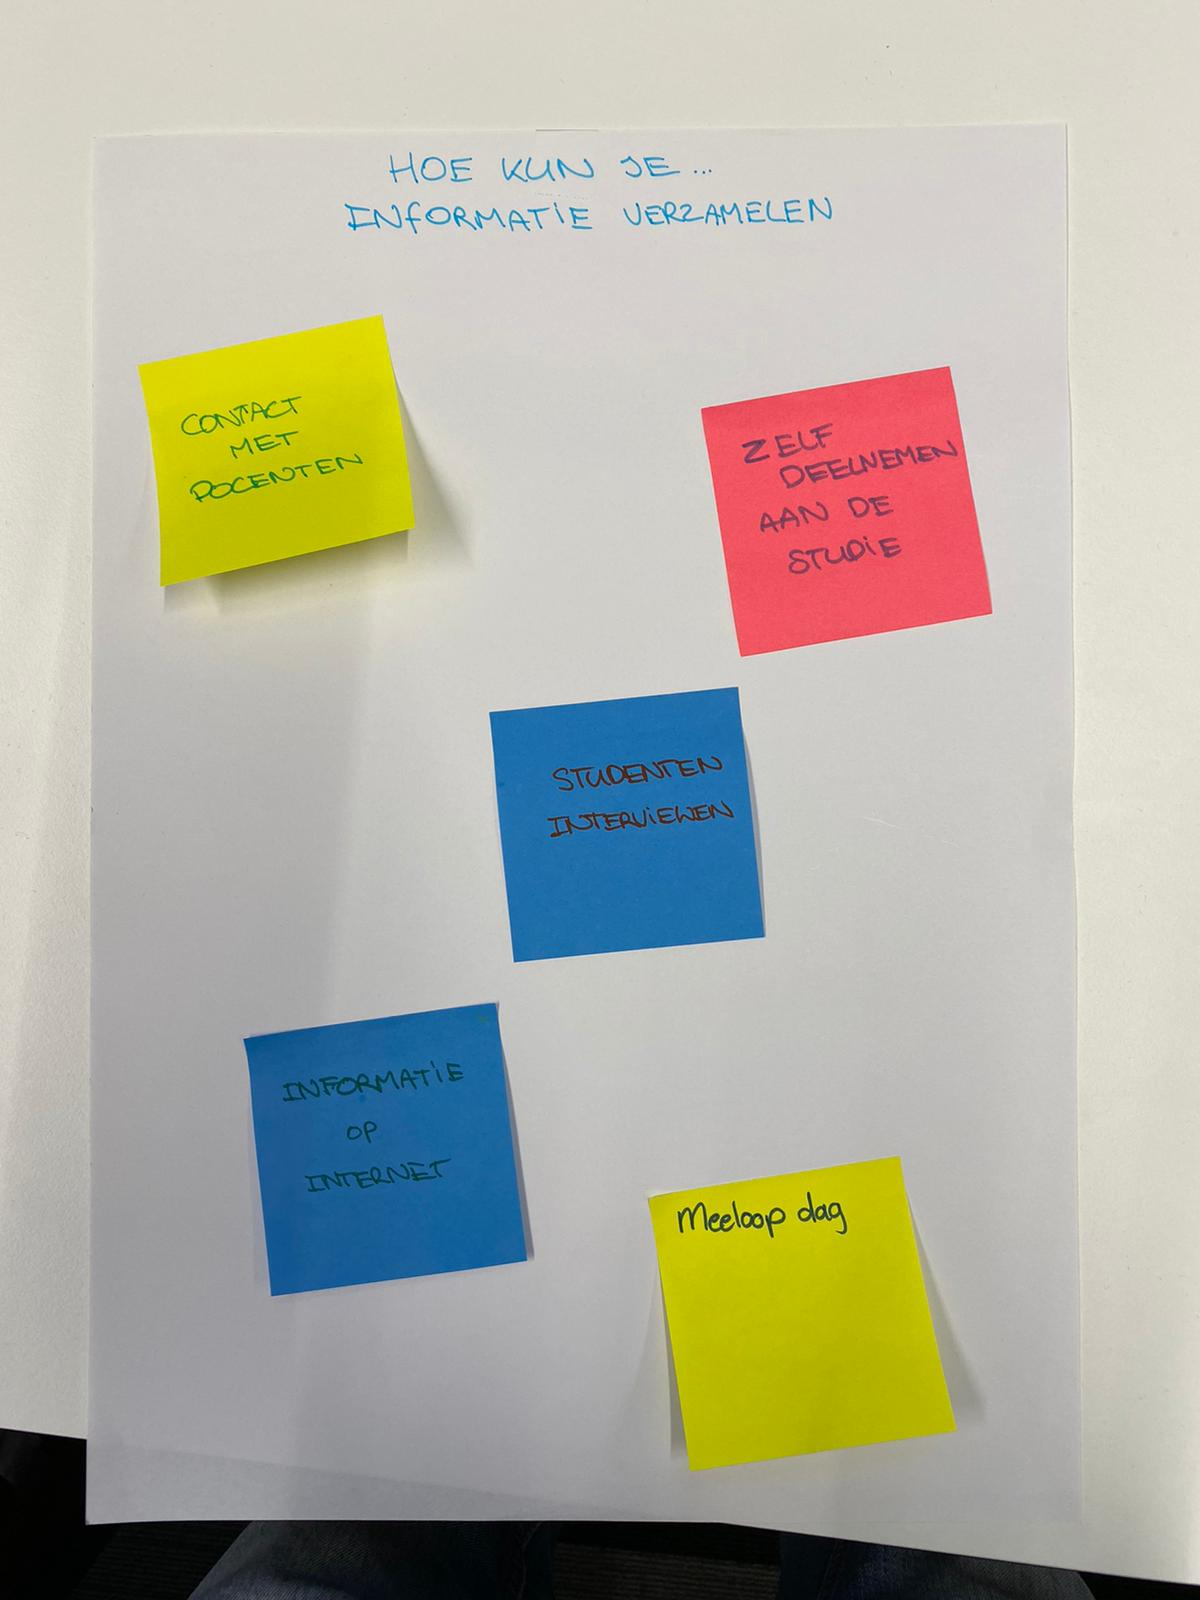 HOE KUN JE...
INFORMATIE VERZAMELEN
CONTACT
MET
DOCENTEN
ZELF
DEELNEMEN
AAN DE
STUDIE
STUDENTEN
INTERVIEWEN
INFORMATIE
OP
INTERNET
Meeloop dag